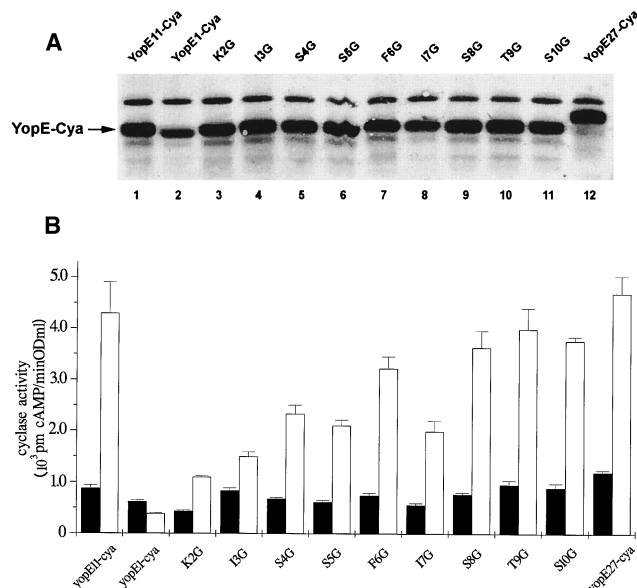 A
YopE11-Cya YopE1-Cya K2G I3G S4G S5G F6G I7G S8G T9G S10G YopE27-Cya
YopE-Cya
1 2 3 4 5 6 7 8 9 10 11 12
B
cyclase activity
(10³ pm cAMP/minODml)
5.0
4.0
3.0
2.0
1.0
0
yopE11-cya yopE1-cya K2G I3G S4G S5G F6G I7G S8G T9G S10G yopE27-cya